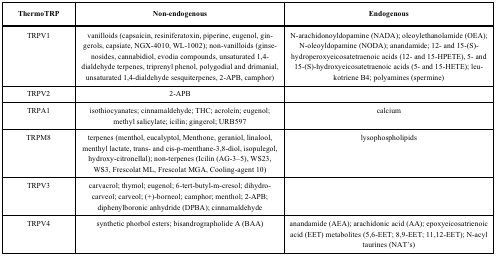 ThermoTRP Non-endogenous Endogenous
TRPV1
vanilloids (capsaicin, resiniferatoxin, piperine, eugenol, gin-
gerols, capsiate, NGX-4010, WL-1002); non-vanilloids (ginse-
nosides, cannabidiol, evodia compounds, unsaturated 1,4-
dialdehyde terpenes, triprenyl phenol, polygodial and drimanial,
unsaturated 1,4-dialdehyde sesquiterpenes, 2-APB, camphor)
N-arachidonoyldopamine (NADA); oleoylethanolamide (OEA);
N-oleoyldopamine (NODA); anandamide; 12- and 15-(S)-
hydroperoxyeicosatetraenoic acids (12- and 15-HPETE), 5- and
15-(S)-hydroxyeicosatetraenoic acids (5- and 15-HETE); leu-
kotriene B4; polyamines (spermine)
TRPV2 2-APB
TRPA1
isothiocyanates; cinnamaldehyde; THC; acrolein; eugenol;
methyl salicylate; icilin; gingerol; URB597
calcium
TRPM8
terpenes (menthol, eucalyptol, Menthone, geraniol, linalool,
menthyl lactate, trans- and cis-p-menthane-3,8-diol, isopulegol,
hydroxy-citronellal); non-terpenes (Icilin (AG-3–5), WS23,
WS3, Frescolat ML, Frescolat MGA, Cooling-agent 10)
lysophospholipids
TRPV3
carvacrol; thymol; eugenol; 6-tert-butyl-m-cresol; dihydro-
carveol; carveol; (+)-borneol; camphor; menthol; 2-APB;
diphenylboronic anhydride (DPBA); cinnamaldehyde
TRPV4
synthetic phorbol esters; bisandrographolide A (BAA)
anandamide (AEA); arachidonic acid (AA); epoxyeicosatrienoic
acid (EET) metabolites (5,6-EET; 8,9-EET; 11,12-EET); N-acyl
taurines (NAT's)